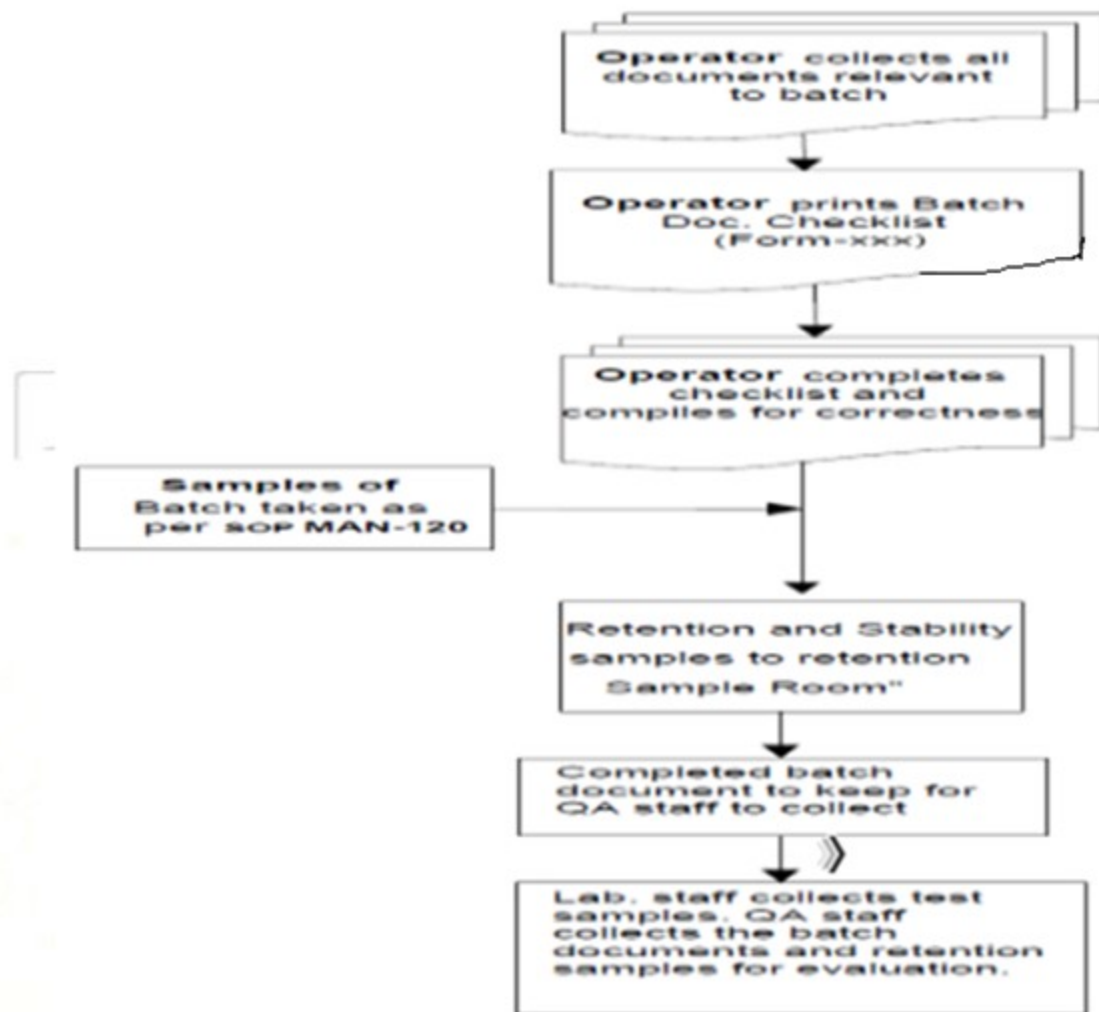 Operator collects all
documents relevant
to batch
Operator prints Batch
Doc. Checklist
(Form-xxx)
Operator completes
checklist and
compiles for correctness
Samples of
Batch taken as
per SOP MAN-120
Retention and Stability
samples to retention
Sample Room"
Completed batch
document to keep for
QA staff to collect
Lab. staff collects test
samples. QA staff
collects the batch
documents and retention
samples for evaluation.